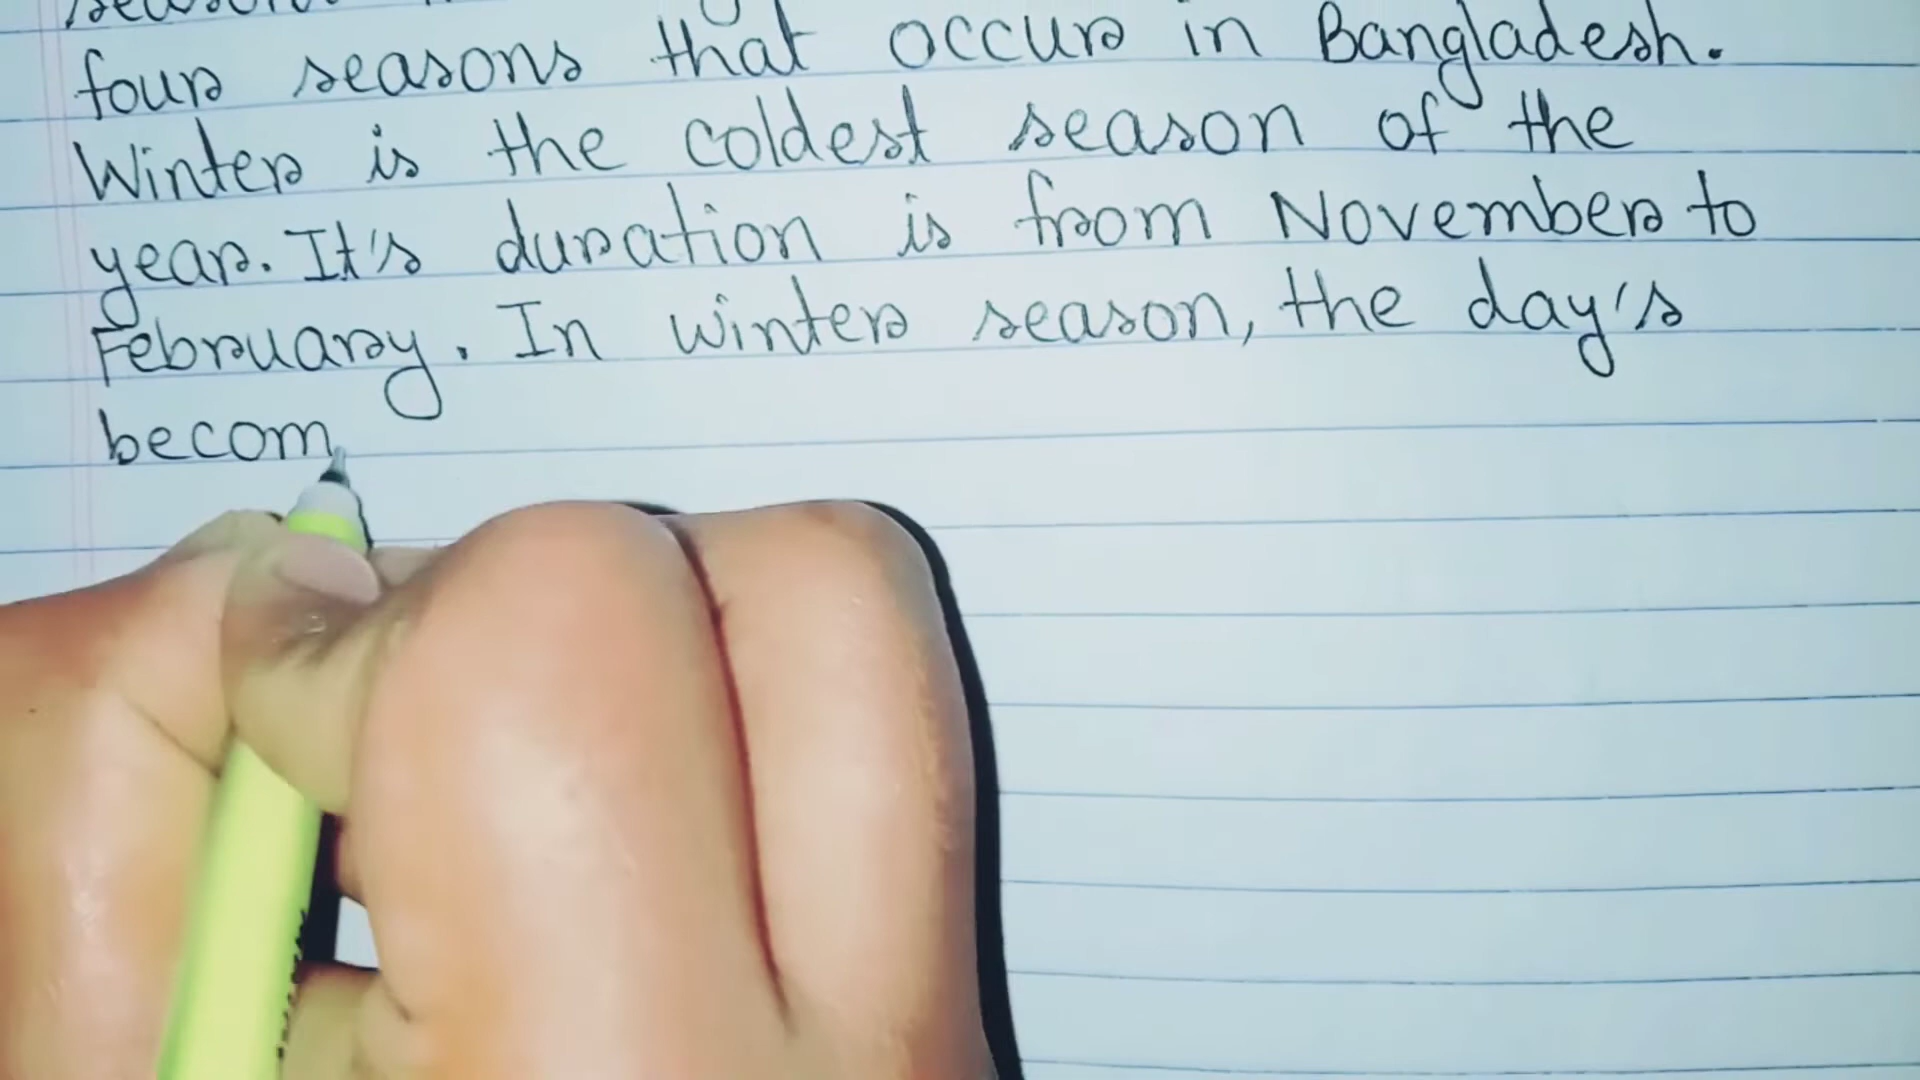 four seasons that occur in Bangladesh.
Winter is the coldest season of the
year. It's duration is from November to
February. In winter season, the day's
becom